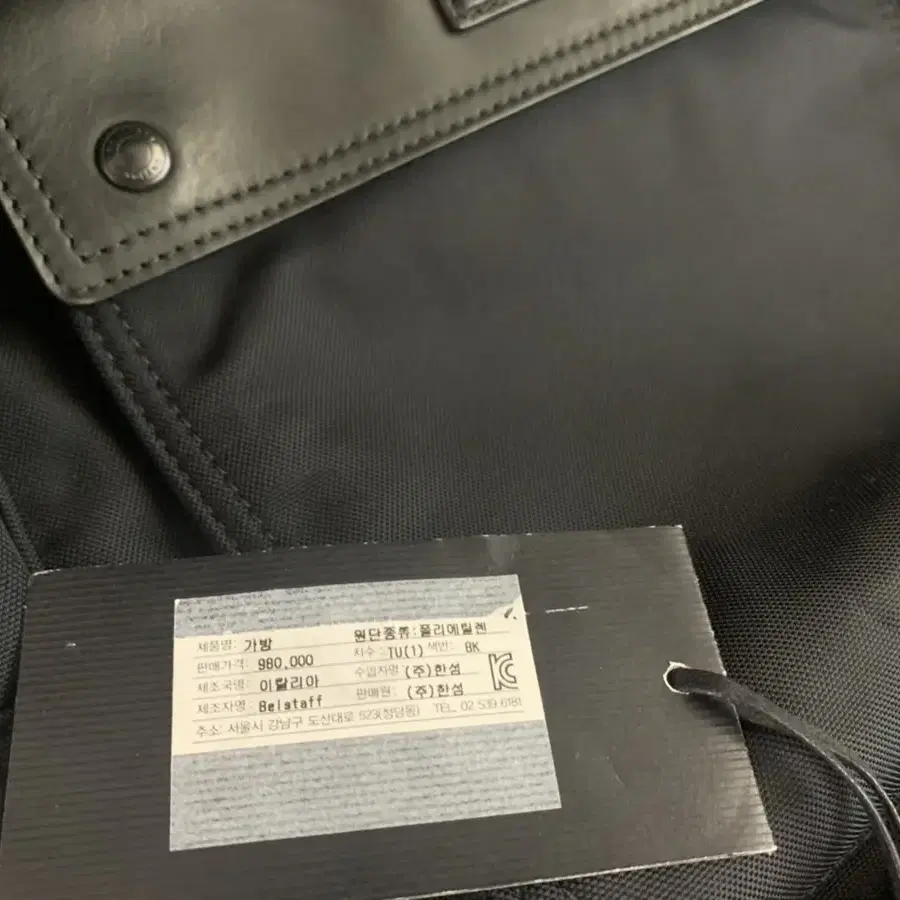 제품명: 가방 원단종류:폴리에틸렌
판매가격: 980,000 치수:TU(1) 색번: BK
제조국명: 이탈리아 수입자명:(주)한섬
제조자명: Belstaff 판매원: (주)한섬
주소: 서울시 강남구 도산대로 523(청담동) TEL. 02 539 6181